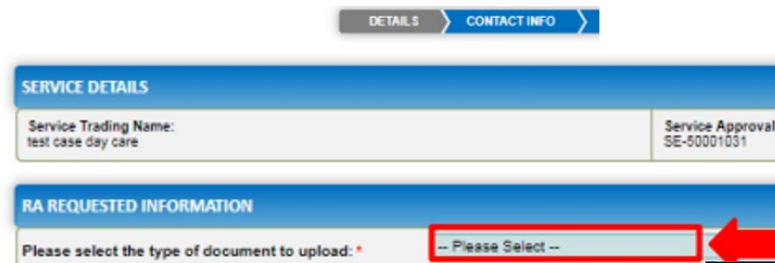 DETAILS CONTACT INFO
SERVICE DETAILS
Service Trading Name: Service Approval
test case day care SE-50001031
RA REQUESTED INFORMATION
Please select the type of document to upload: * -- Please Select --